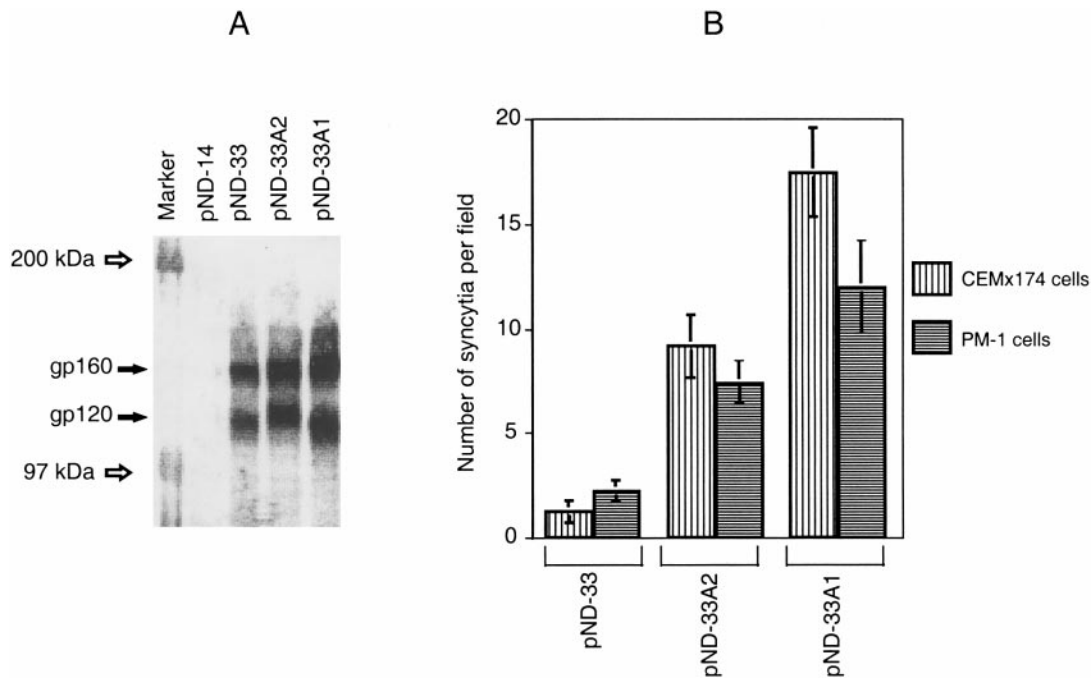 A
Marker
pND-14
pND-33
pND-33A2
pND-33A1
200 kDa
gp160
gp120
97 kDa
B
Number of syncytia per field
20
15
10
5
0
pND-33
pND-33A2
pND-33A1
CEMx174 cells
PM-1 cells